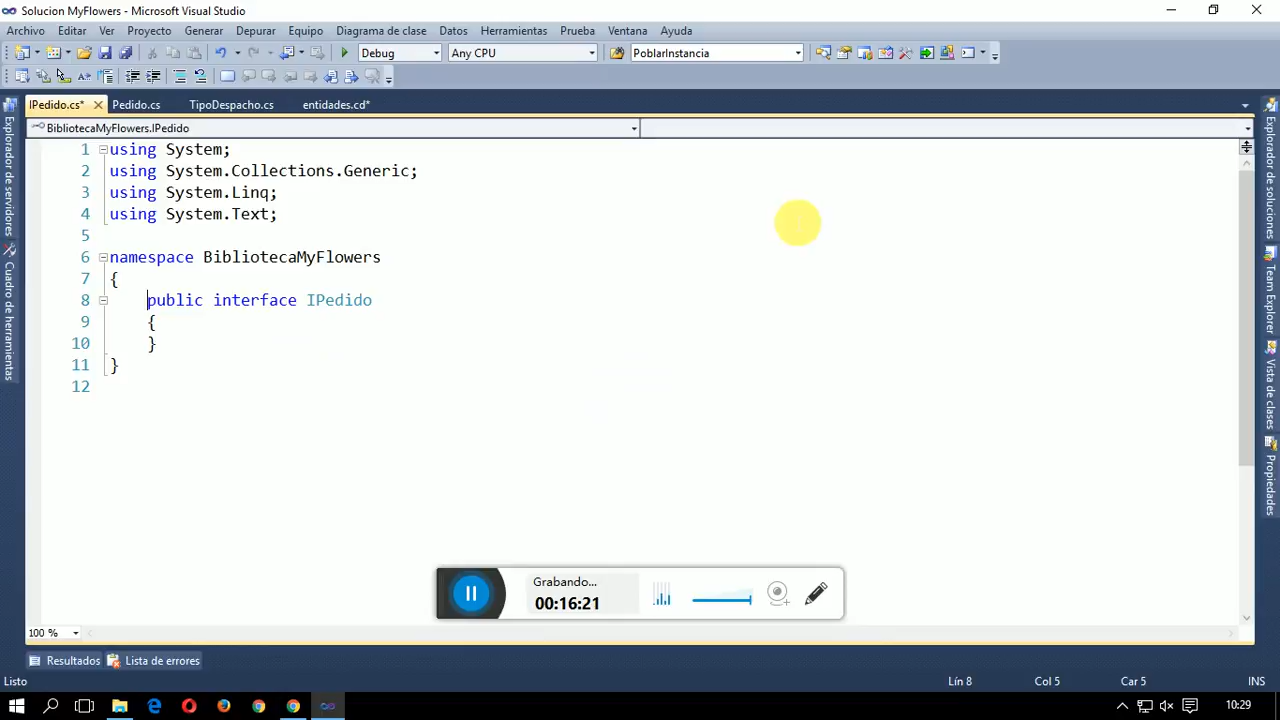 Solucion MyFlowers - Microsoft Visual Studio
Archivo Editar Ver Proyecto Generar Depurar Equipo Diagrama de clase Datos Herramientas Prueba Ventana Ayuda
Debug Any CPU PoblarInstancia
IPedido.cs* Pedido.cs TipoDespacho.cs entidades.cd*
BibliotecaMyFlowers.IPedido
1 using System;
2 using System.Collections.Generic;
3 using System.Linq;
4 using System.Text;
5
6 namespace BibliotecaMyFlowers
7 {
8 public interface IPedido
9 {
10 }
11 }
12
Explorador de servidores
Cuadro de herramientas
Explorador de soluciones
Team Explorer
Vista de clases
Propiedades
Grabando...
00:16:21
100 %
Resultados Lista de errores
Listo Lín 8 Col 5 Car 5 INS
10:29